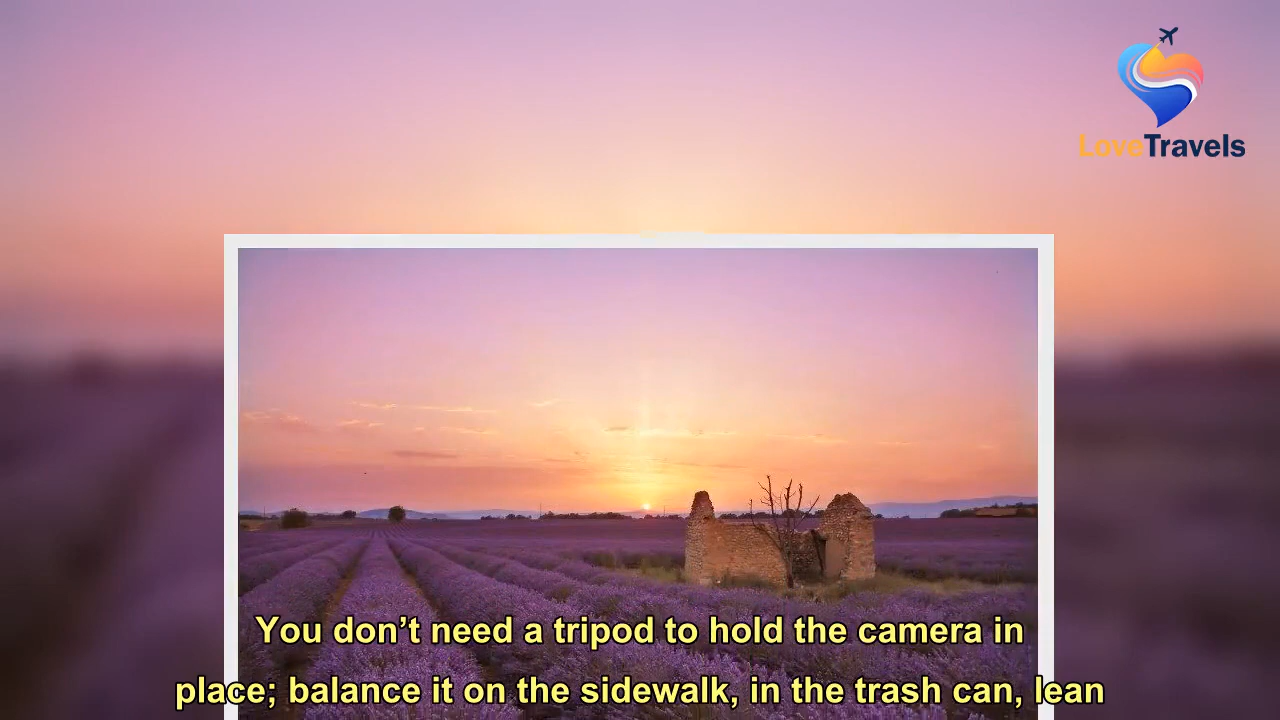 LoveTravels
You don’t need a tripod to hold the camera in
place; balance it on the sidewalk, in the trash can, lean